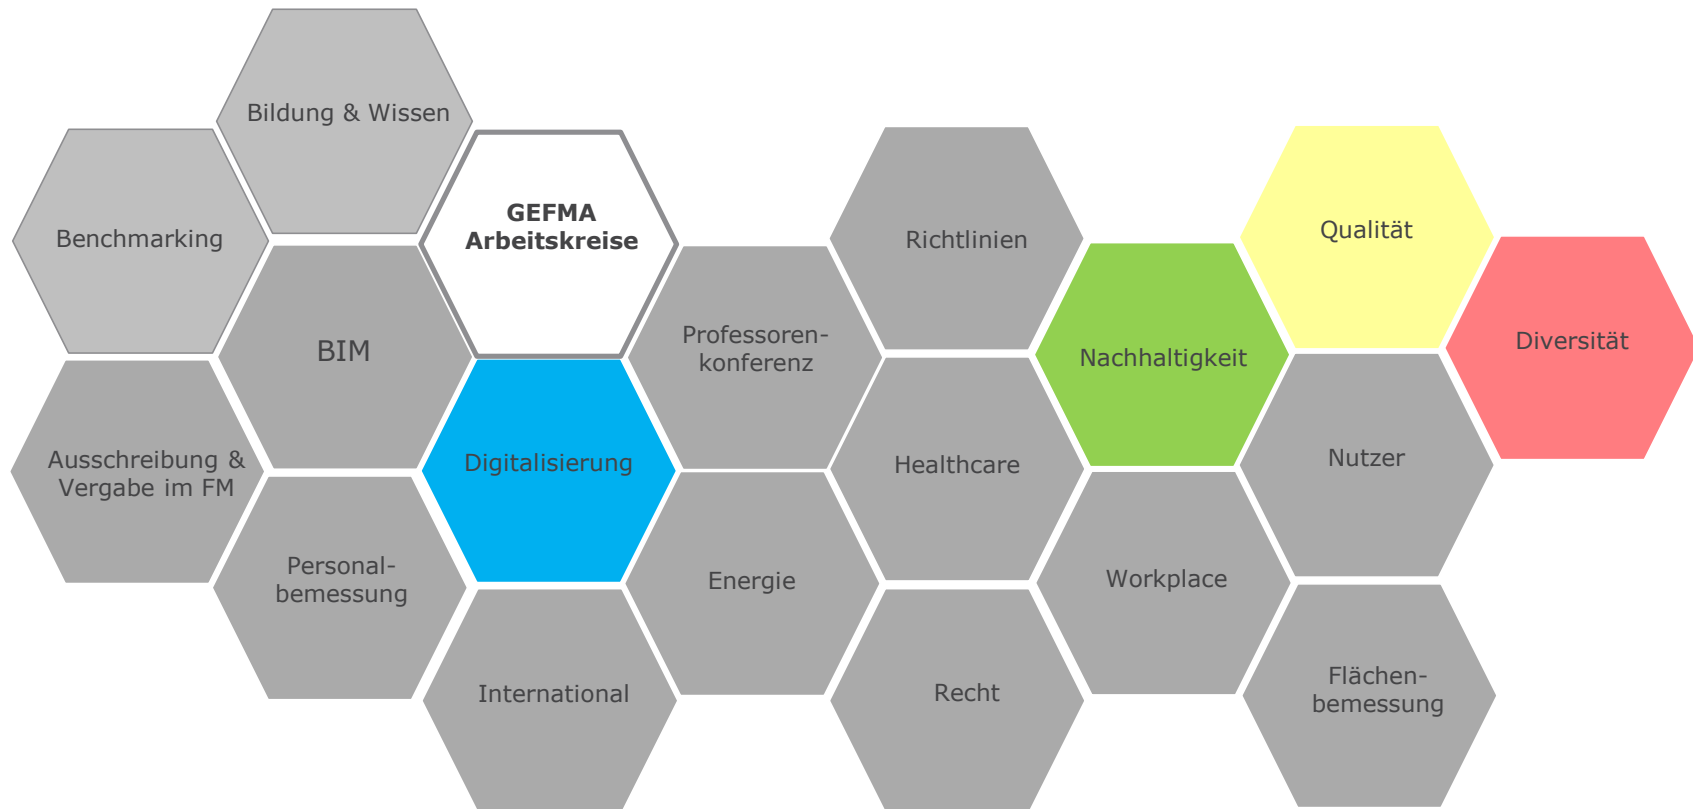 Bildung & Wissen
Benchmarking
GEFMA
Arbeitskreise
Richtlinien
Qualität
BIM
Professoren-
konferenz
Nachhaltigkeit
Diversität
Ausschreibung &
Vergabe im FM
Digitalisierung
Healthcare
Nutzer
Personal-
bemessung
Energie
Workplace
International
Recht
Flächen-
bemessung